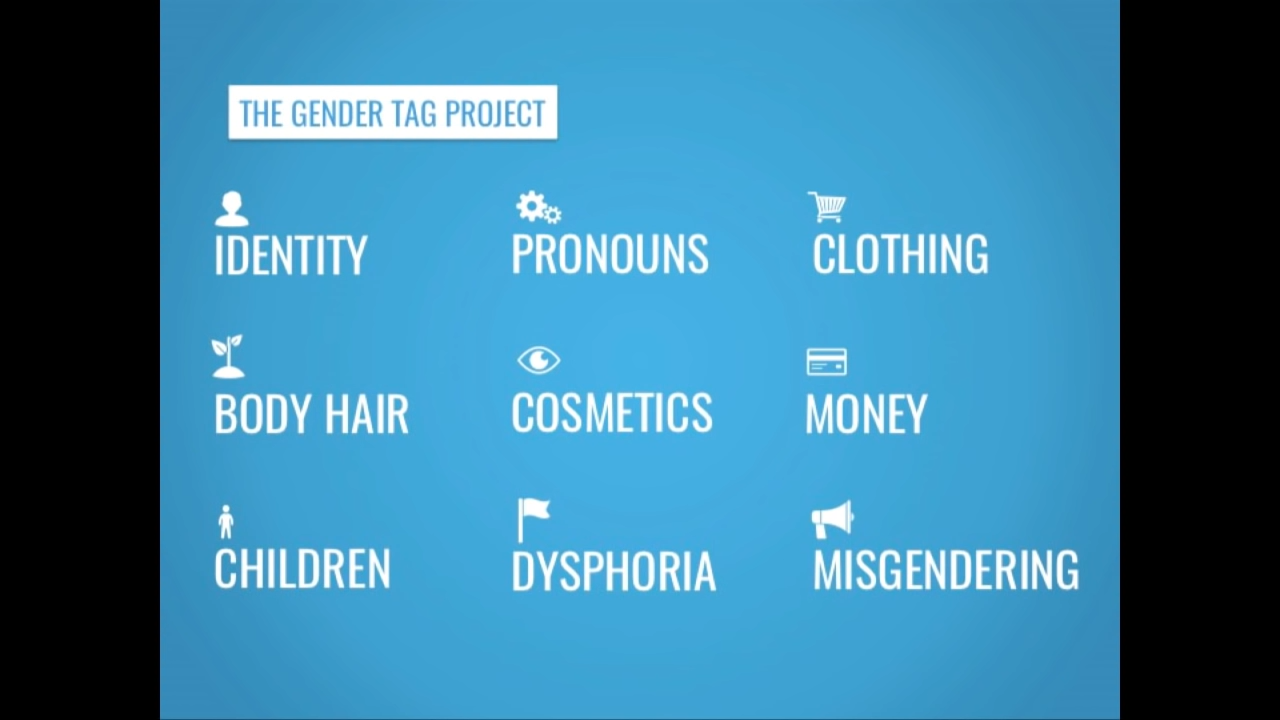 THE GENDER TAG PROJECT
IDENTITY
PRONOUNS
CLOTHING
BODY HAIR
COSMETICS
MONEY
CHILDREN
DYSPHORIA
MISGENDERING